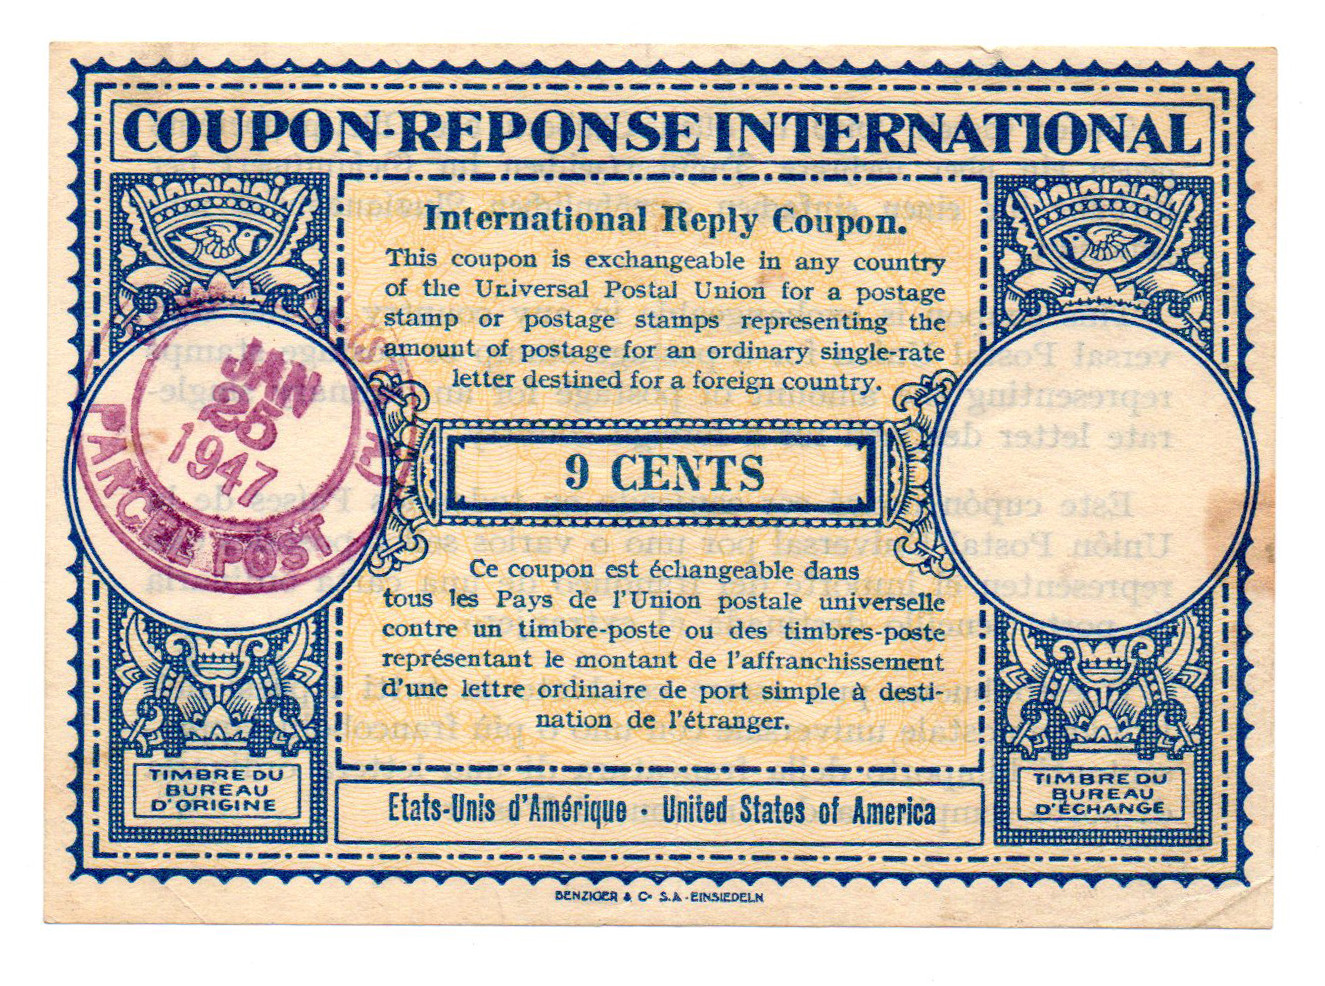 COUPON-REPONSE INTERNATIONAL
International Reply Coupon.
This coupon is exchangeable in any country
of the Universal Postal Union for a postage
stamp or postage stamps representing the
amount of postage for an ordinary single-rate
letter destined for a foreign country.
JAN
25
1947
PARCEL POST
9 CENTS
Ce coupon est échangeable dans
tous les Pays de l'Union postale universelle
contre un timbre-poste ou des timbres-poste
représentant le montant de l'affranchissement
d'une lettre ordinaire de port simple à desti-
nation de l'étranger.
TIMBRE DU
BUREAU
D'ORIGINE
Etats-Unis d'Amérique · United States of America
TIMBRE DU
BUREAU
D'ÉCHANGE
BENZIGER & Co S.A. - EINSIEDELN